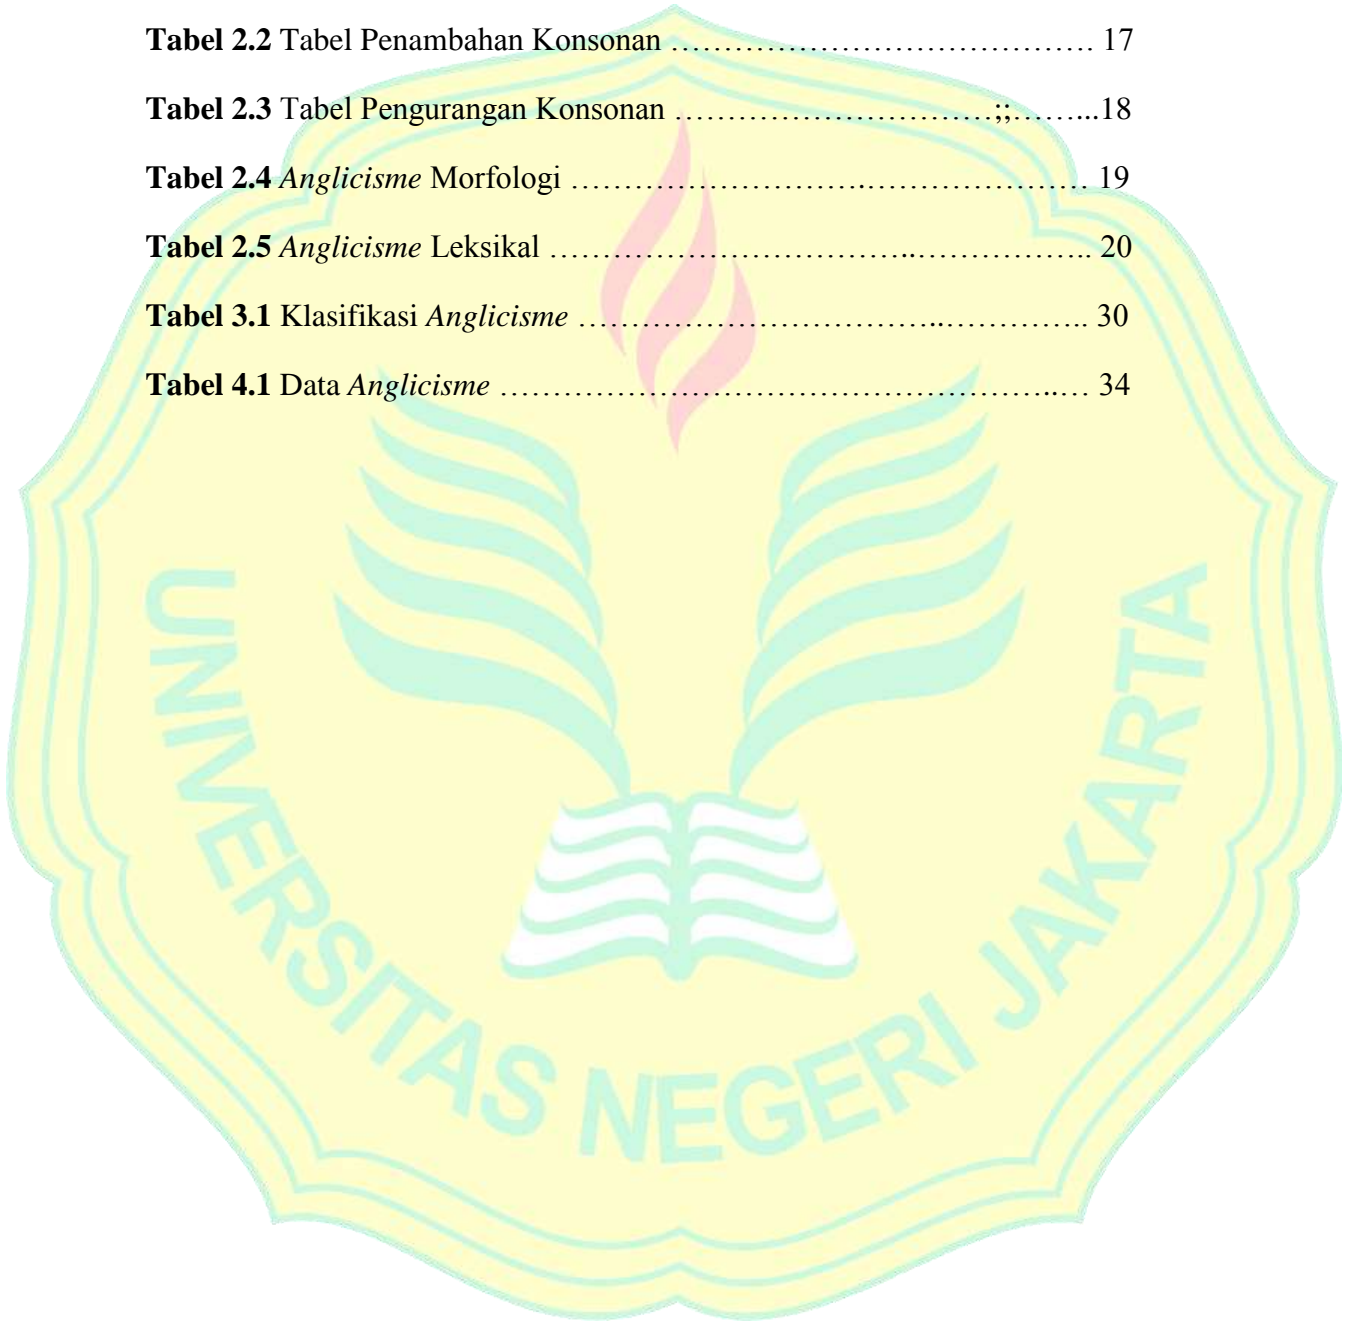 Tabel 2.2 Tabel Penambahan Konsonan …………..……………………… 17
Tabel 2.3 Tabel Pengurangan Konsonan …………………………;;……...18
Tabel 2.4 Anglicisme Morfologi ……………………….………………… 19
Tabel 2.5 Anglicisme Leksikal ……………………………..…………….. 20
Tabel 3.1 Klasifikasi Anglicisme ……………………………..………….. 30
Tabel 4.1 Data Anglicisme ……………………………………………..… 34
UNIVERSITAS NEGERI JAKARTA